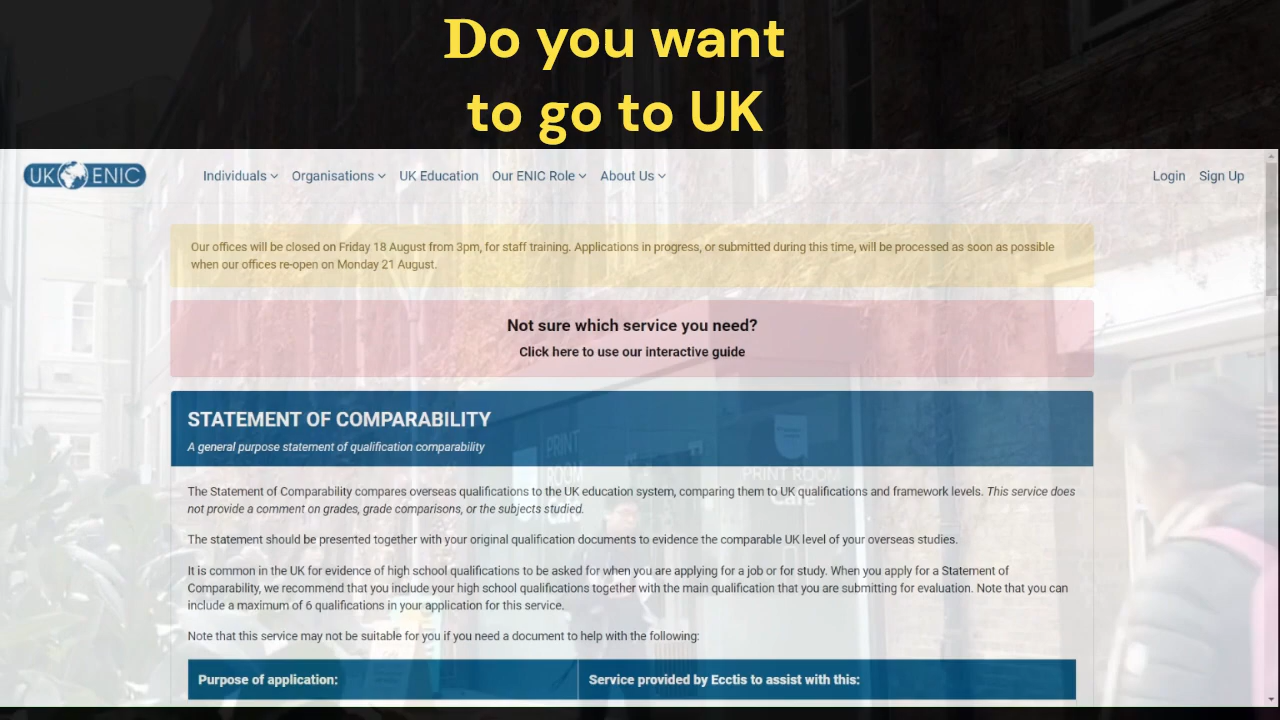 Do you want
to go to UK
UK ENIC
Individuals Organisations UK Education Our ENIC Role About Us Login Sign Up
Our offices will be closed on Friday 18 August from 3pm, for staff training. Applications in progress, or submitted during this time, will be processed as soon as possible
when our offices re-open on Monday 21 August.
Not sure which service you need?
Click here to use our interactive guide
STATEMENT OF COMPARABILITY
A general purpose statement of qualification comparability
PRINT
ROOM
Café
PRINT ROOM
Café
The Statement of Comparability compares overseas qualifications to the UK education system, comparing them to UK qualifications and framework levels. This service does
not provide a comment on grades, grade comparisons, or the subjects studied.
The statement should be presented together with your original qualification documents to evidence the comparable UK level of your overseas studies.
It is common in the UK for evidence of high school qualifications to be asked for when you are applying for a job or for study. When you apply for a Statement of
Comparability, we recommend that you include your high school qualifications together with the main qualification that you are submitting for evaluation. Note that you can
include a maximum of 6 qualifications in your application for this service.
Note that this service may not be suitable for you if you need a document to help with the following:
Purpose of application: Service provided by Ecctis to assist with this: